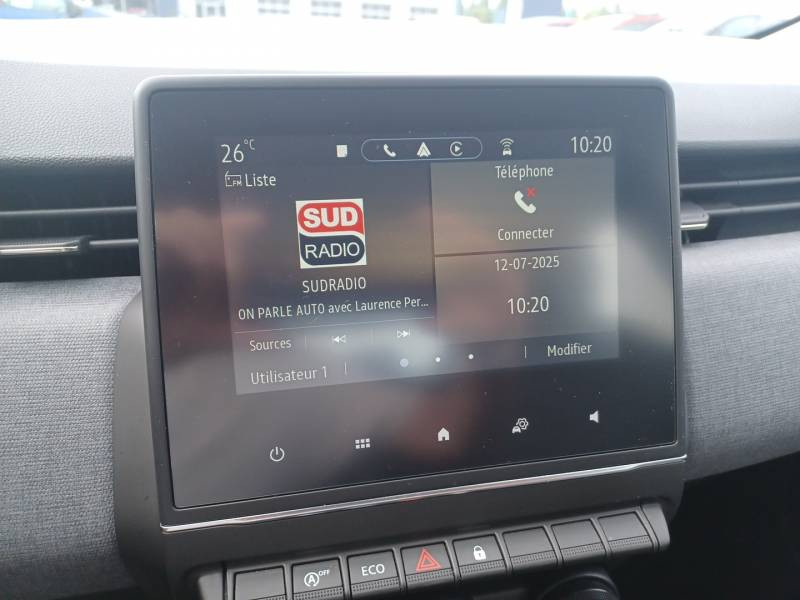 26°C
10:20
FM Liste
SUD
RADIO
SUDRADIO
ON PARLE AUTO avec Laurence Per...
Sources
Utilisateur 1
Téléphone
Connecter
12-07-2025
10:20
Modifier
A OFF
ECO